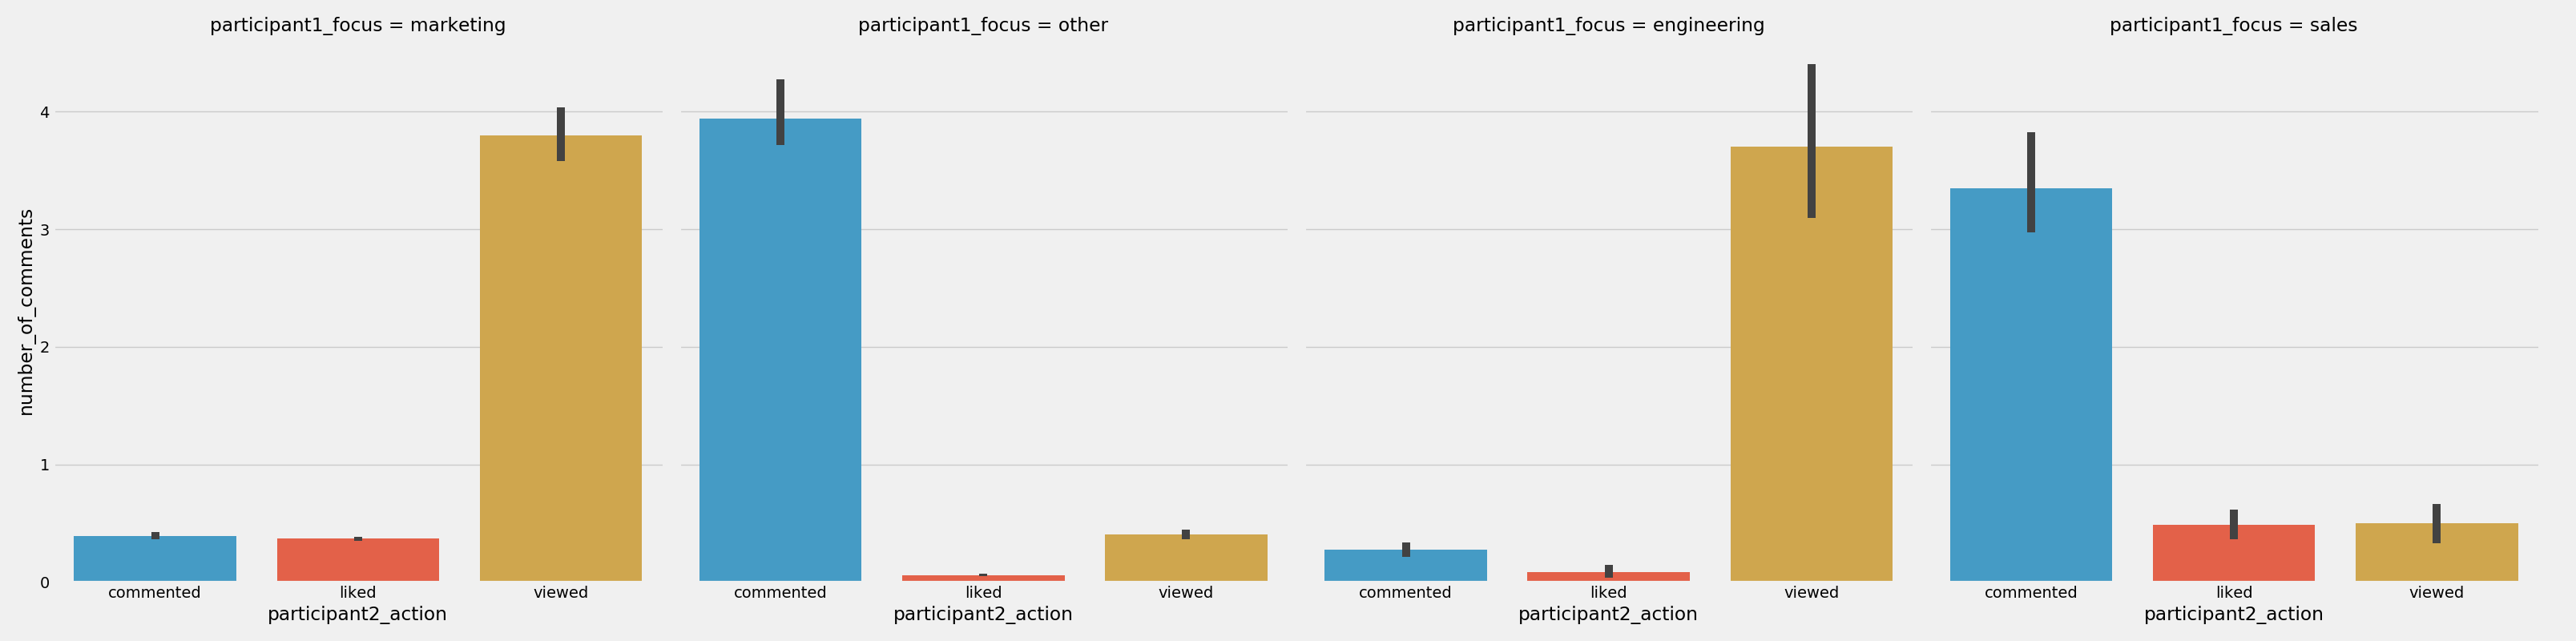 participant1_focus = marketing
participant1_focus = other
participant1_focus = engineering
participant1_focus = sales
number_of_comments
4
3
2
1
0
commented liked viewed
commented liked viewed
commented liked viewed
commented liked viewed
participant2_action
participant2_action
participant2_action
participant2_action